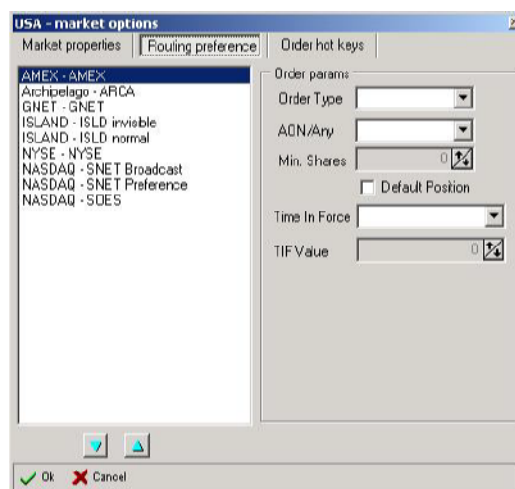 USA - market options
Market properties
Routing preference
Order hot keys
AMEX - AMEX
Archipelago - ARCA
GNET - GNET
ISLAND - ISLD invisible
ISLAND - ISLD normal
NYSE - NYSE
NASDAQ - SNET Broadcast
NASDAQ - SNET Preference
NASDAQ - SOES
Order params
Order Type
AON/Any
Min. Shares 0
Default Position
Time In Force
TIF Value 0
Ok Cancel